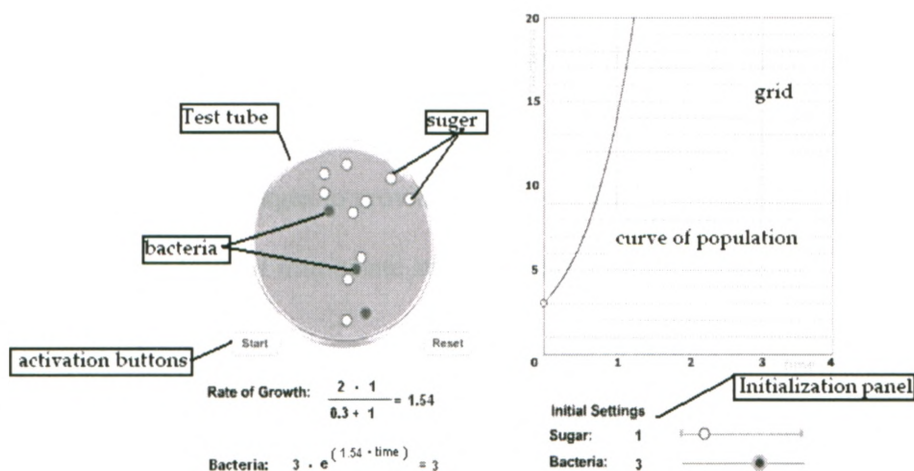 Test tube
suger
bacteria
activation buttons
Start
Reset
Rate of Growth: 2 · 1 / 0.3 + 1 = 1.54
Bacteria: 3 · e^(1.54 · time) = 3
20
15
10
5
0
0
1
2
3
4
grid
curve of population
Initialization panel
Initial Settings
Sugar: 1
Bacteria: 3